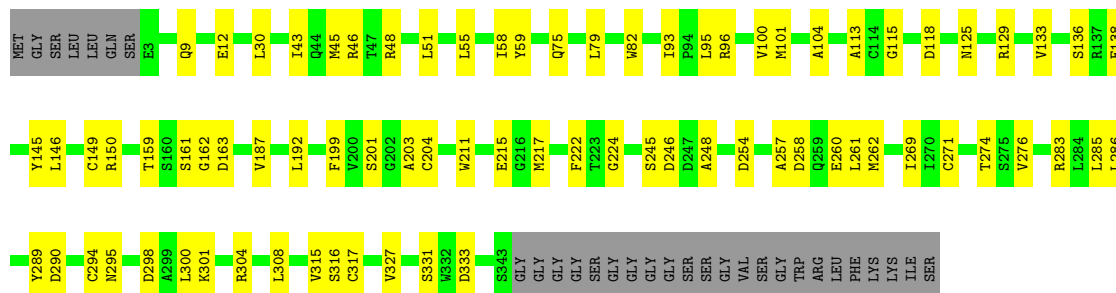 MET GLY SER LEU LEU GLN SER E3 Q9 E12 L30 I43 Q44 M45 R46 T47 R48 L51 L55 I58 Y59 Q75 L79 W82 I93 P94 L95 R96 V100 M101 A104 A113 C114 G115 D118 N125 R129 V133 S136 R137 E138
Y145 L146 C149 R150 T159 S160 S161 G162 D163 V187 L192 F199 V200 S201 G202 A203 C204 W211 E215 G216 M217 F222 T223 G224 S245 D246 D247 A248 D254 A257 D258 Q259 E260 L261 M262 I269 I270 C271 T274 S275 V276 R283 L284 L285 L286
Y289 D290 C294 N295 D298 A299 L300 K301 R304 L308 V315 S316 C317 V327 S331 W332 D333 S343 GLY GLY GLY GLY SER GLY GLY GLY GLY SER SER GLY VAL SER GLY TRP ARG LEU PHE LYS LYS ILE SER